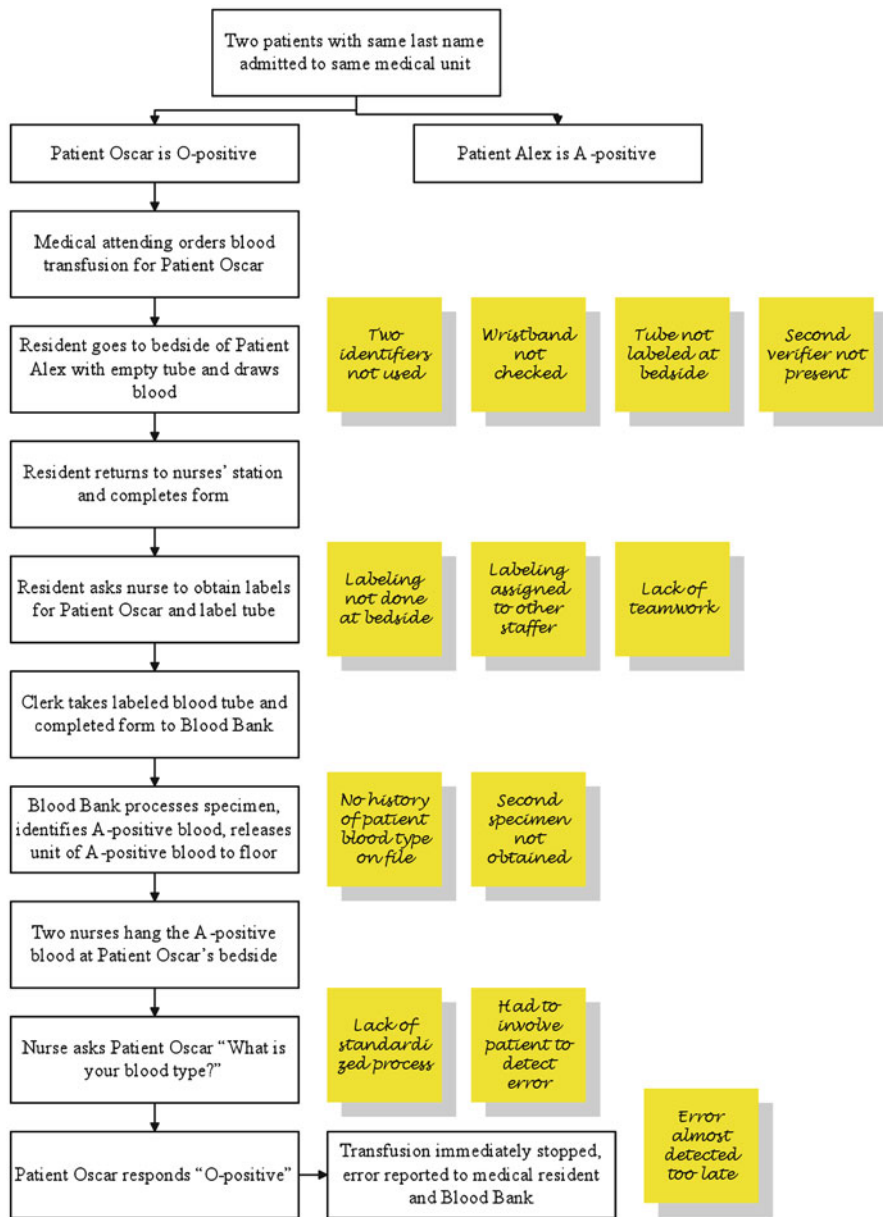 Two patients with same last name
admitted to same medical unit
Patient Oscar is O-positive
Patient Alex is A -positive
Medical attending orders blood
transfusion for Patient Oscar
Resident goes to bedside of Patient
Alex with empty tube and draws
blood
Two
identifiers
not used
Wristband
not
checked
Tube not
labeled at
bedside
Second
verifier not
present
Resident returns to nurses’ station
and completes form
Resident asks nurse to obtain labels
for Patient Oscar and label tube
Labeling
not done
at bedside
Labeling
assigned
to other
staffer
Lack of
teamwork
Clerk takes labeled blood tube and
completed form to Blood Bank
Blood Bank processes specimen,
identifies A-positive blood, releases
unit of A-positive blood to floor
No history
of patient
blood type
on file
Second
specimen
not
obtained
Two nurses hang the A -positive
blood at Patient Oscar’s bedside
Nurse asks Patient Oscar “What is
your blood type?”
Lack of
standardi
zed process
Had to
involve
patient to
detect
error
Patient Oscar responds “O-positive”
Transfusion immediately stopped,
error reported to medical resident
and Blood Bank
Error
almost
detected
too late